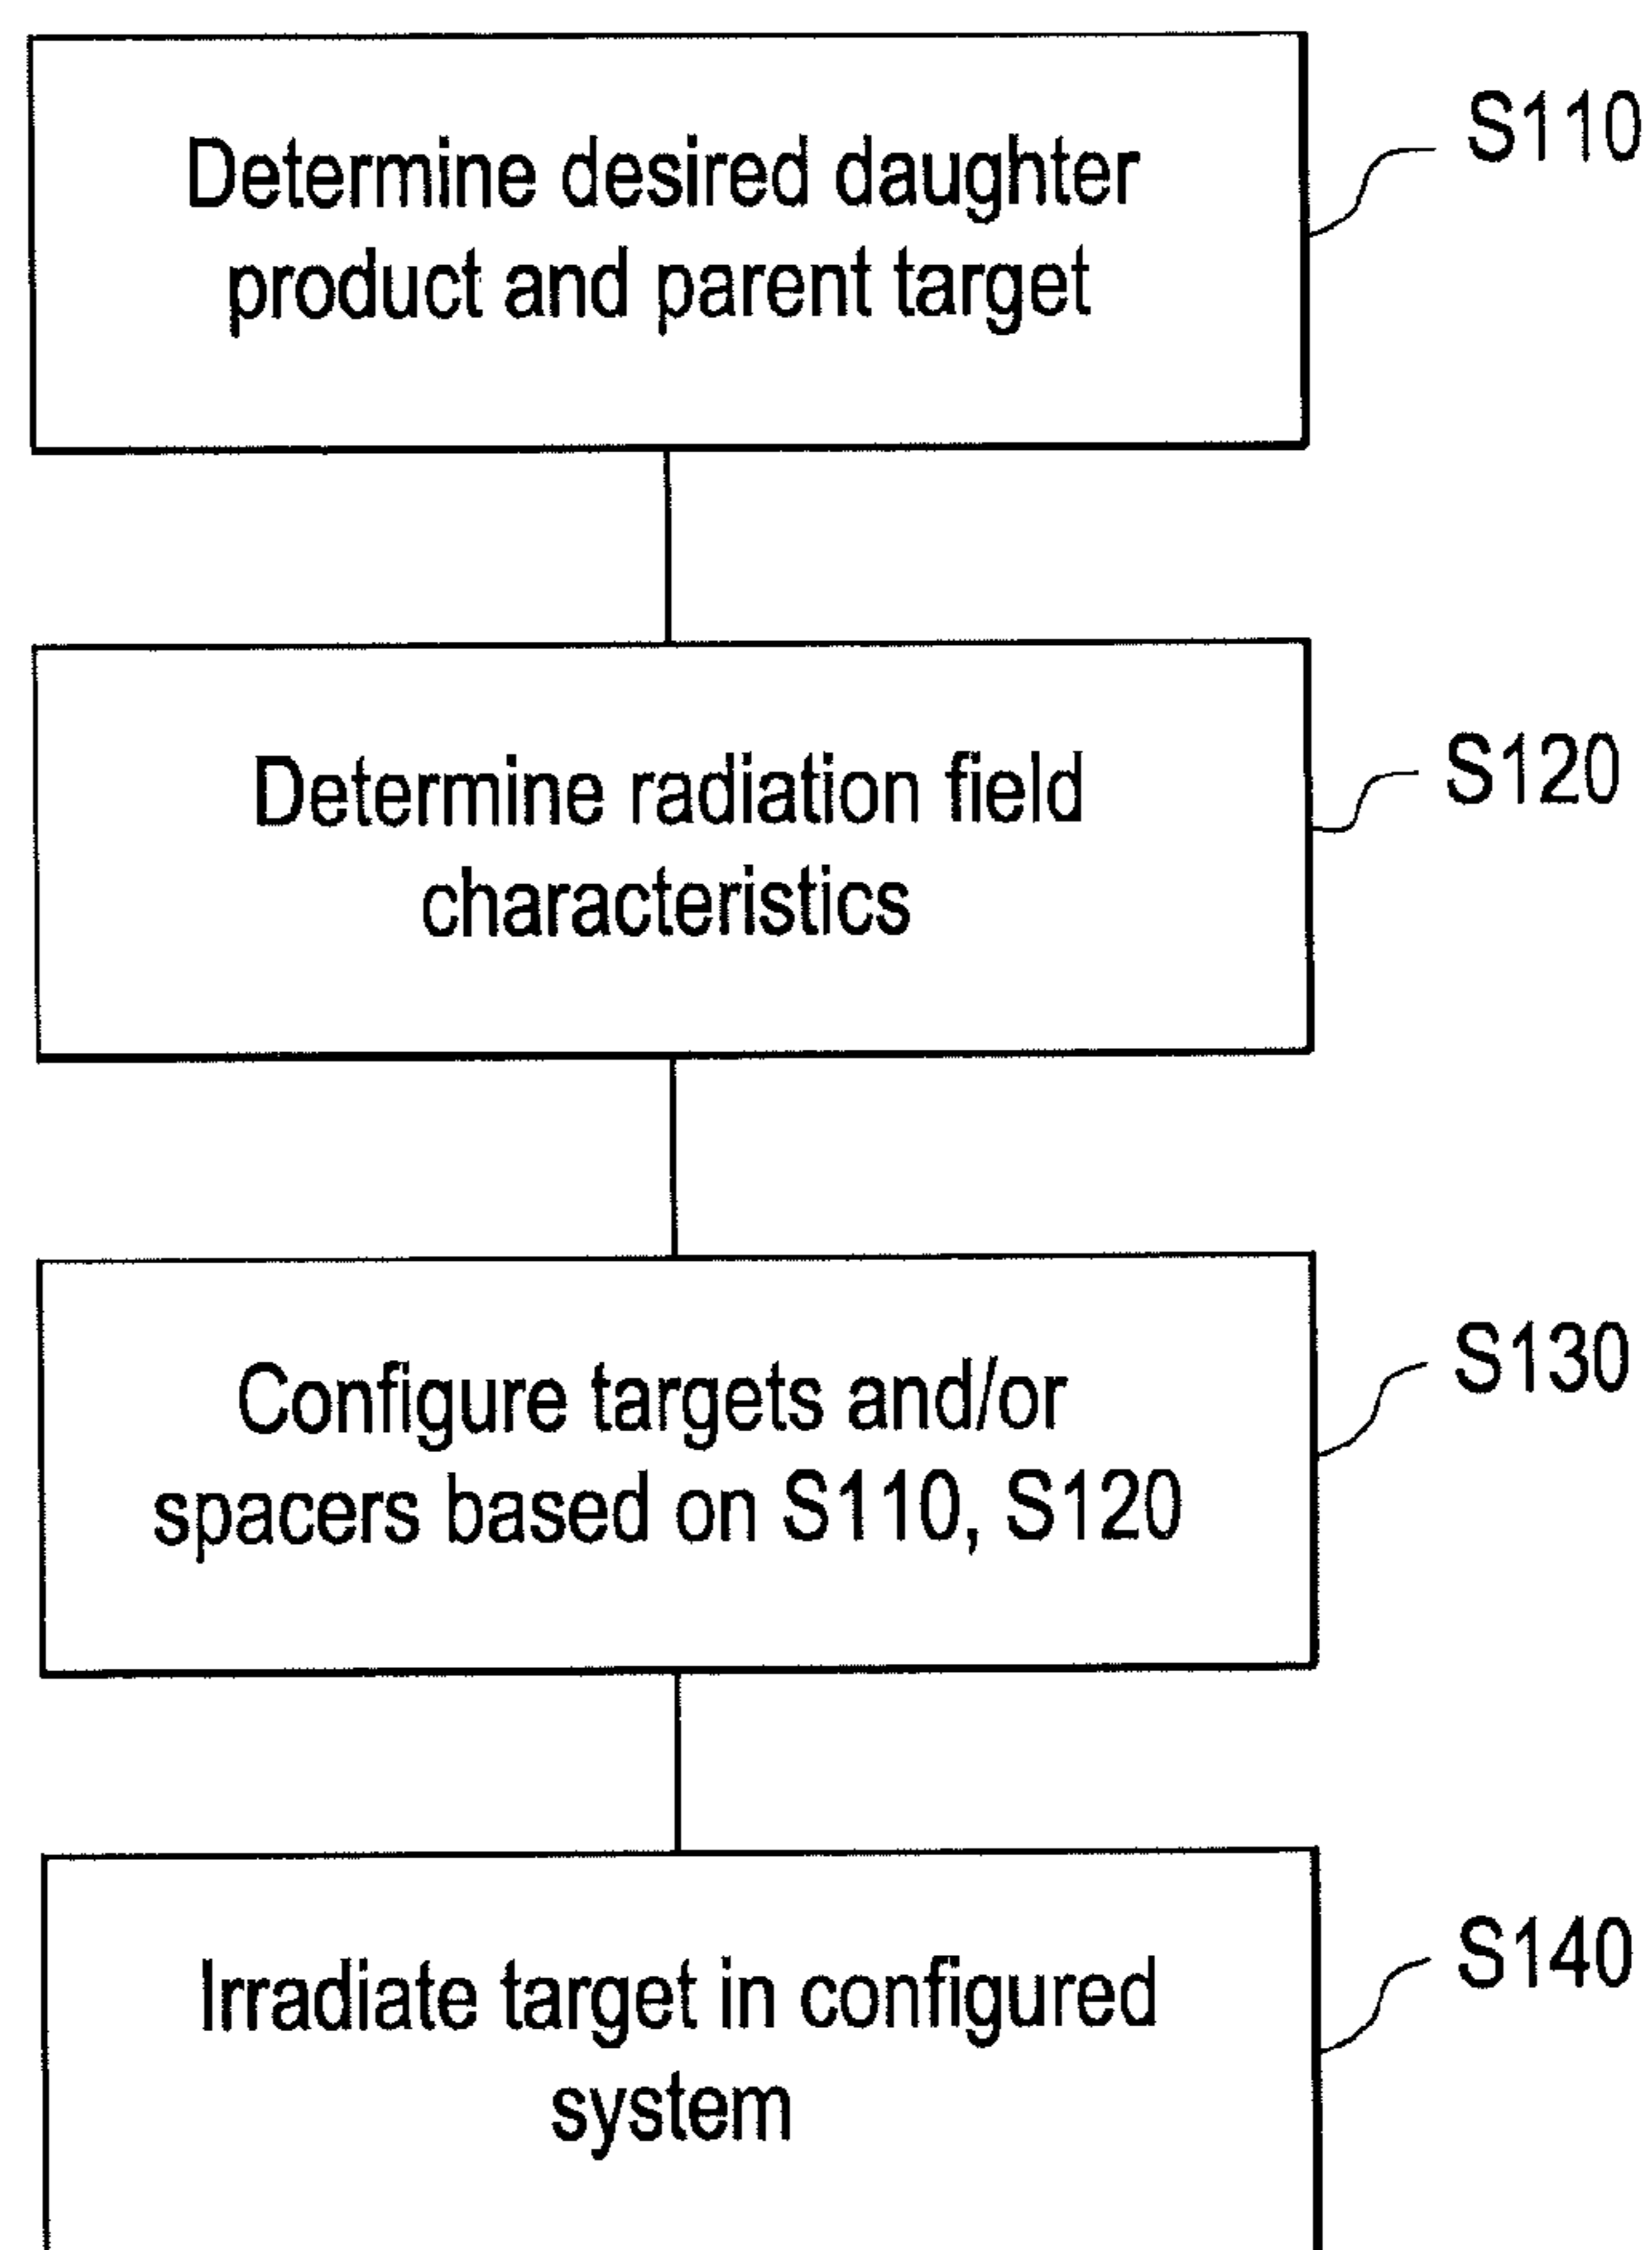 Determine desired daughter
product and parent target
S110
Determine radiation field
characteristics
S120
Configure targets and/or
spacers based on S110, S120
S130
Irradiate target in configured
system
S140